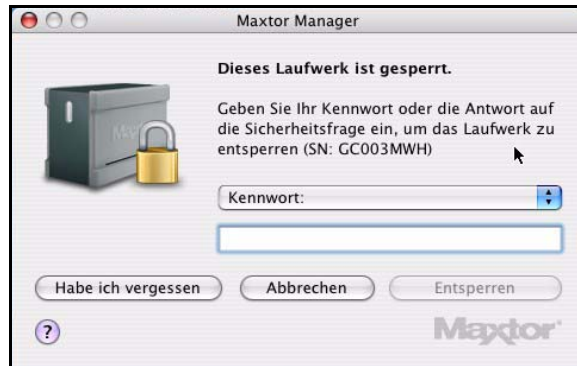 Maxtor Manager
Dieses Laufwerk ist gesperrt.
Geben Sie Ihr Kennwort oder die Antwort auf
die Sicherheitsfrage ein, um das Laufwerk zu
entsperren (SN: GC003MWH)
Maxtor
Kennwort:
Habe ich vergessen
Abbrechen
Entsperren
?
Maxtor